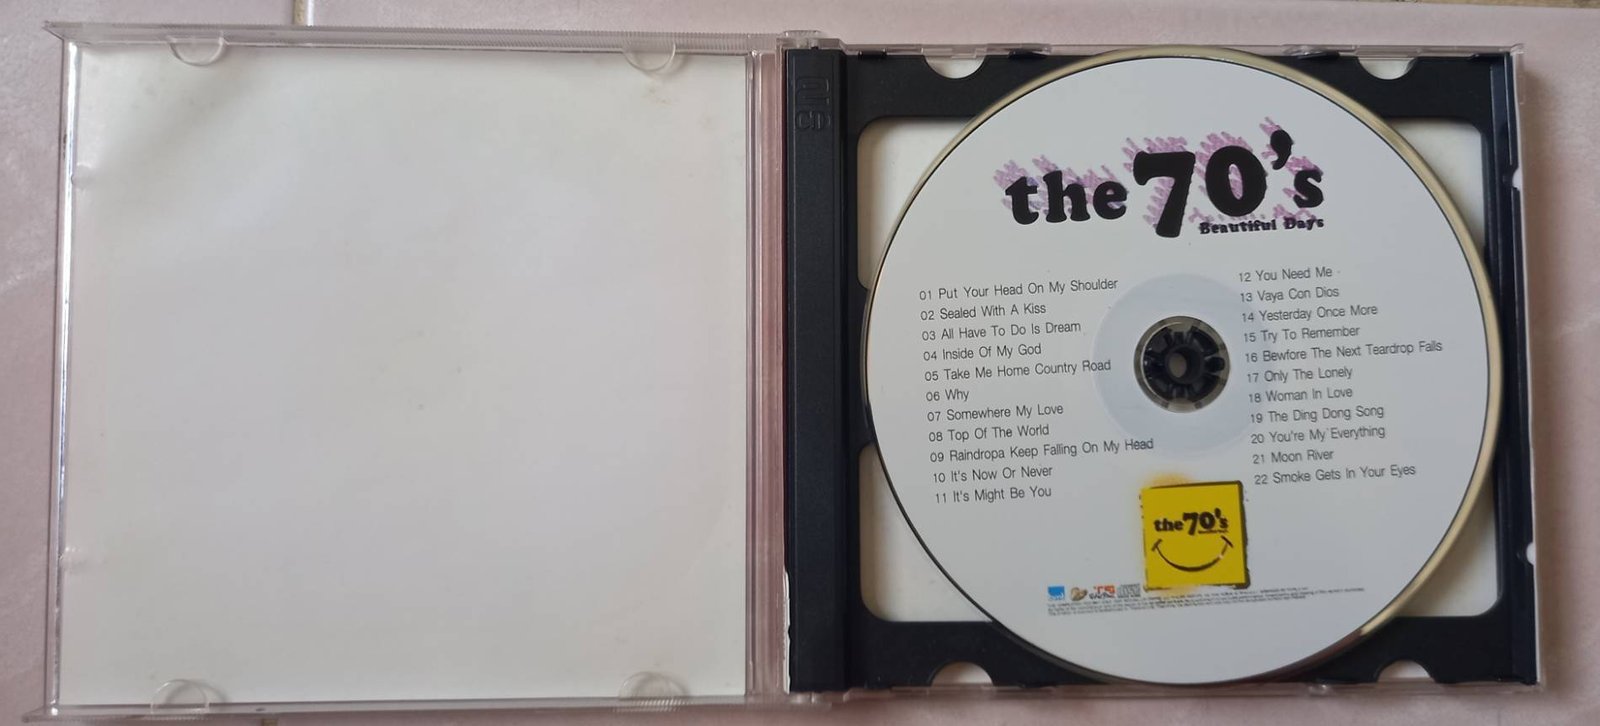 2
CD
the 70's
Beautiful Days
01 Put Your Head On My Shoulder
02 Sealed With A Kiss
03 All Have To Do Is Dream
04 Inside Of My God
05 Take Me Home Country Road
06 Why
07 Somewhere My Love
08 Top Of The World
09 Raindropa Keep Falling On My Head
10 It's Now Or Never
11 It's Might Be You
12 You Need Me
13 Vaya Con Dios
14 Yesterday Once More
15 Try To Remember
16 Bewfore The Next Teardrop Falls
17 Only The Lonely
18 Woman In Love
19 The Ding Dong Song
20 You're My Everything
21 Moon River
22 Smoke Gets In Your Eyes
the 70's